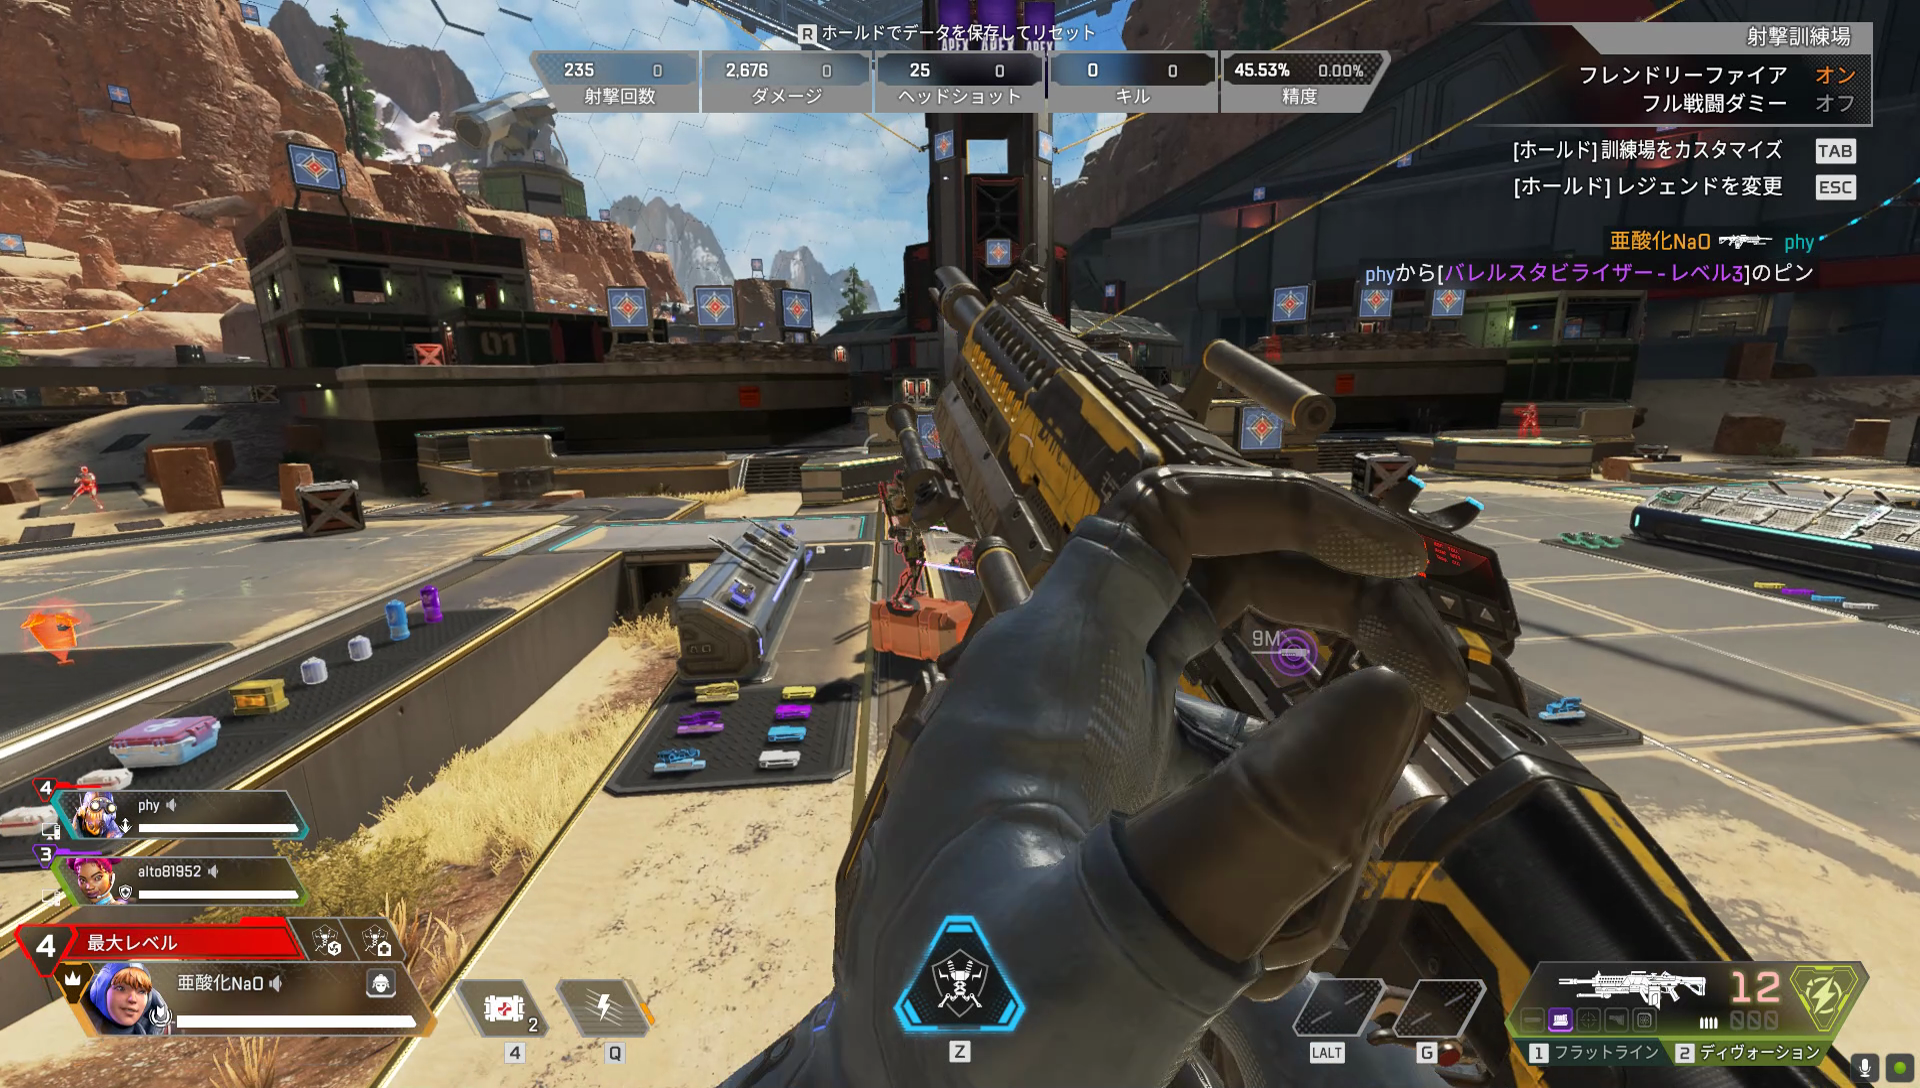 R ホールドでデータを保存してリセット
APEX APEX APEX
235 0 2,676 0 25 0 0 0 45.53% 0.00%
射撃回数 ダメージ ヘッドショット キル 精度
射撃訓練場
フレンドリーファイア オン
フル戦闘ダミー オフ
[ホールド]訓練場をカスタマイズ TAB
[ホールド]レジェンドを変更 ESC
亜酸化NaO phy
phyから[バレルスタビライザー - レベル3]のピン
01
9M
4
phy
3
alto81952
4 最大レベル
亜酸化NaO
2
4 Q Z LALT G
12
000
1 フラットライン 2 ディヴォーション